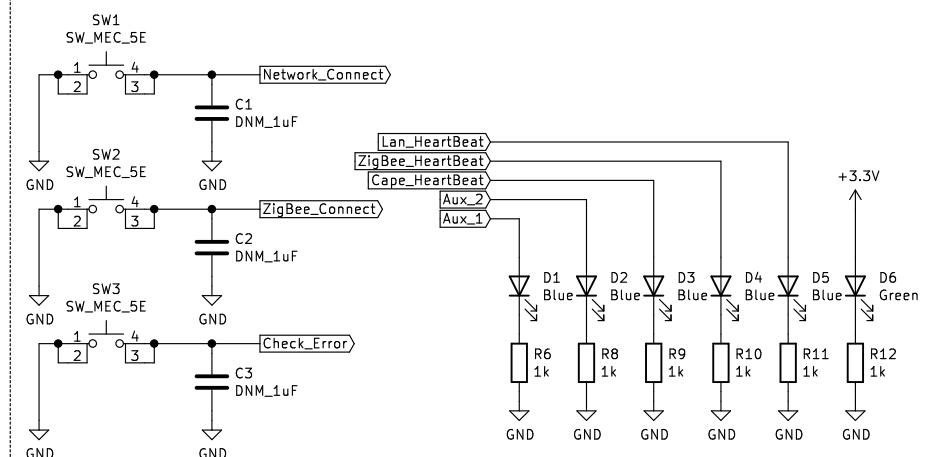 SW1
SW_MEC_5E
1 4
2 3
Network_Connect
C1
DNM_1uF
GND
GND
SW2
SW_MEC_5E
1 4
2 3
ZigBee_Connect
C2
DNM_1uF
GND
GND
SW3
SW_MEC_5E
1 4
2 3
Check_Error
C3
DNM_1uF
GND
GND
Lan_HeartBeat
ZigBee_HeartBeat
Cape_HeartBeat
Aux_2
Aux_1
+3.3V
D1
Blue
D2
Blue
D3
Blue
D4
Blue
D5
Blue
D6
Green
R6
1k
R8
1k
R9
1k
R10
1k
R11
1k
R12
1k
GND
GND
GND
GND
GND
GND